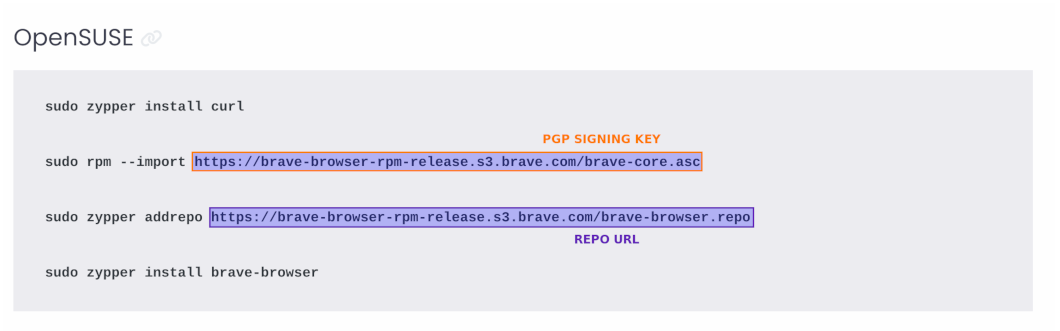 OpenSUSE
sudo zypper install curl
PGP SIGNING KEY
sudo rpm --import https://brave-browser-rpm-release.s3.brave.com/brave-core.asc
sudo zypper addrepo https://brave-browser-rpm-release.s3.brave.com/brave-browser.repo
REPO URL
sudo zypper install brave-browser